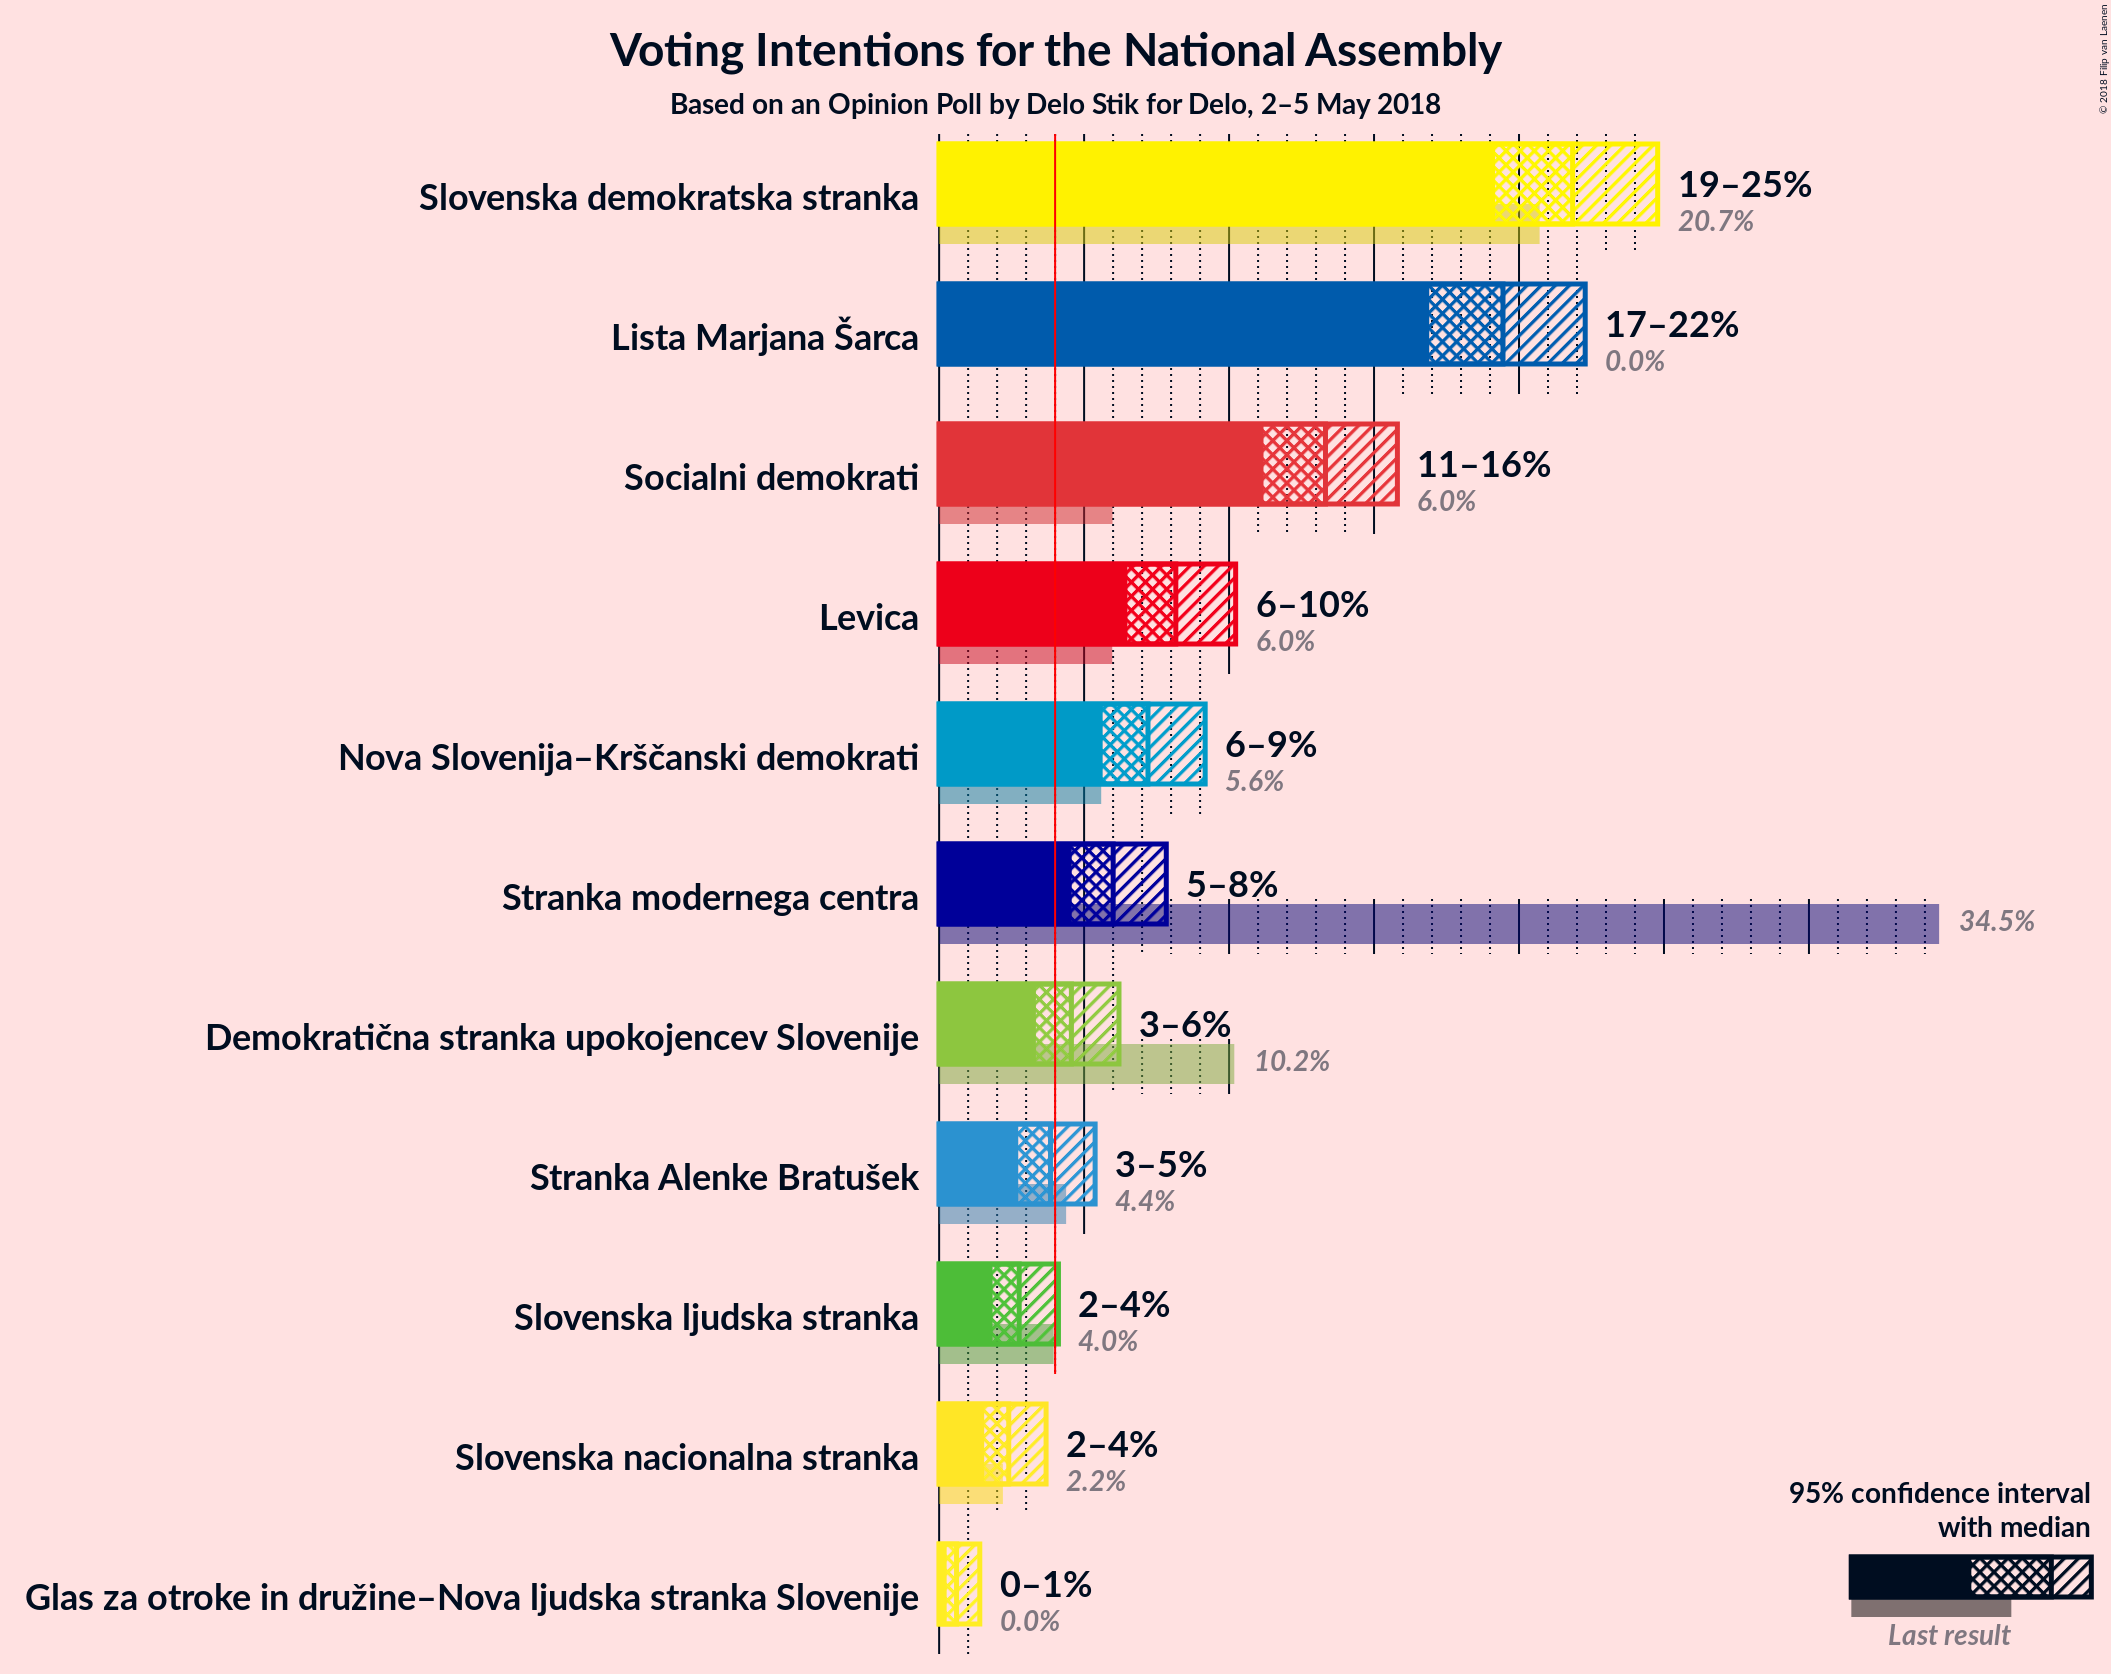 Voting Intentions for the National Assembly
Based on an Opinion Poll by Delo Stik for Delo, 2–5 May 2018
© 2018 Filip van Laenen
Slovenska demokratska stranka
19–25%
20.7%
Lista Marjana Šarca
17–22%
0.0%
Socialni demokrati
11–16%
6.0%
Levica
6–10%
6.0%
Nova Slovenija–Krščanski demokrati
6–9%
5.6%
Stranka modernega centra
5–8%
34.5%
Demokratična stranka upokojencev Slovenije
3–6%
10.2%
Stranka Alenke Bratušek
3–5%
4.4%
Slovenska ljudska stranka
2–4%
4.0%
Slovenska nacionalna stranka
2–4%
2.2%
Glas za otroke in družine–Nova ljudska stranka Slovenije
0–1%
0.0%
95% confidence interval
with median
Last result